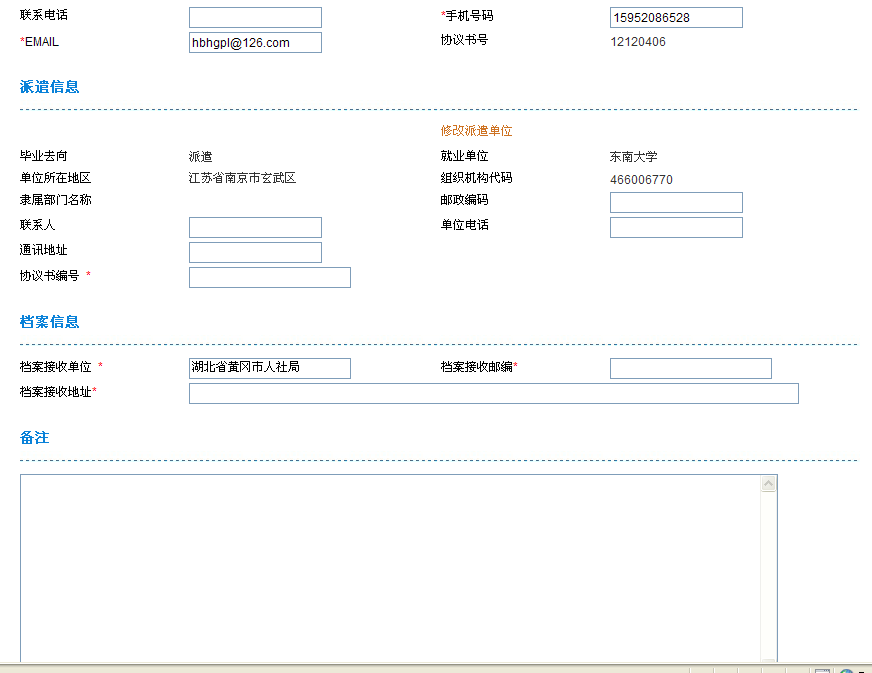 联系电话 *手机号码 15952086528
*EMAIL hbhgpl@126.com 协议书号 12120406
派遣信息
修改派遣单位
毕业去向 派遣 就业单位 东南大学
单位所在地区 江苏省南京市玄武区 组织机构代码 466006770
隶属部门名称 邮政编码
联系人 单位电话
通讯地址
协议书编号 *
档案信息
档案接收单位 * 湖北省黄冈市人社局 档案接收邮编*
档案接收地址*
备注